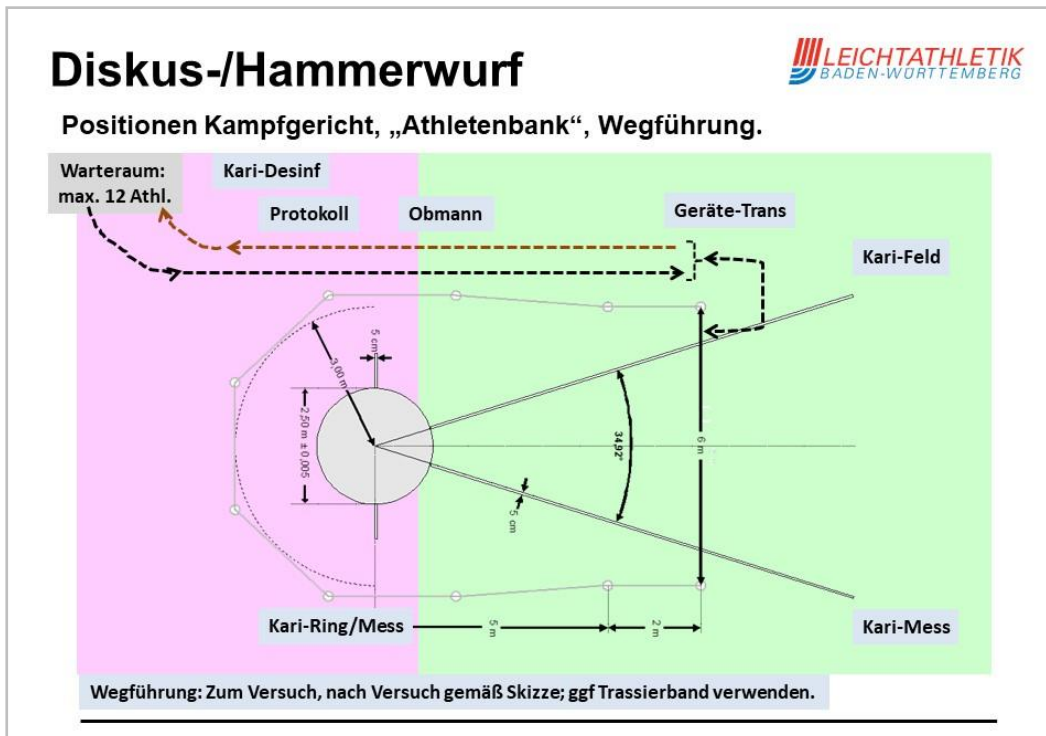 Diskus-/Hammerwurf
LEICHTATHLETIK
BADEN-WÜRTTEMBERG
Positionen Kampfgericht, „Athletenbank“, Wegführung.
Warteraum:
max. 12 Athl.
Kari-Desinf
Protokoll
Obmann
Geräte-Trans
Kari-Feld
5 cm
3,00 m
2,50 m ± 0,005
34,92°
6 m
5 cm
Kari-Ring/Mess
5 m
2 m
Kari-Mess
Wegführung: Zum Versuch, nach Versuch gemäß Skizze; ggf Trassierband verwenden.